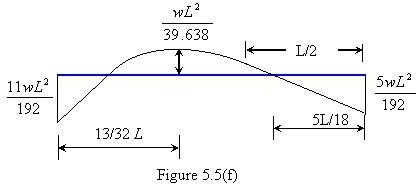 wL²
39.638
L/2
11wL²
192
5wL²
192
13/32 L
5L/18
Figure 5.5(f)